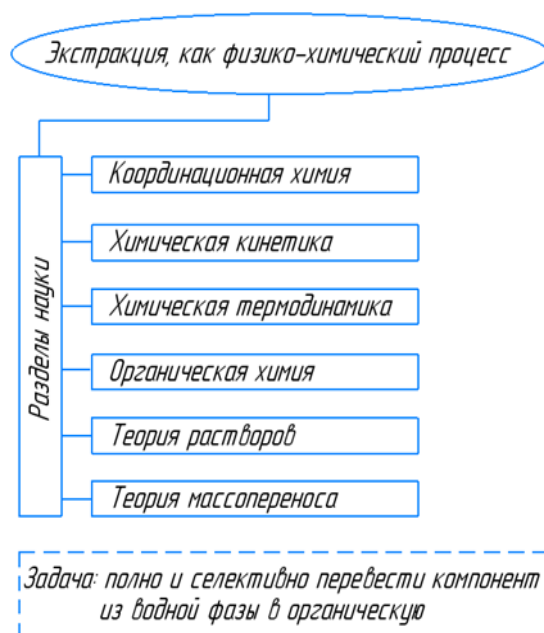 Экстракция, как физико-химический процесс
Разделы науки
Координационная химия
Химическая кинетика
Химическая термодинамика
Органическая химия
Теория растворов
Теория массопереноса
Задача: полно и селективно перевести компонент
из водной фазы в органическую